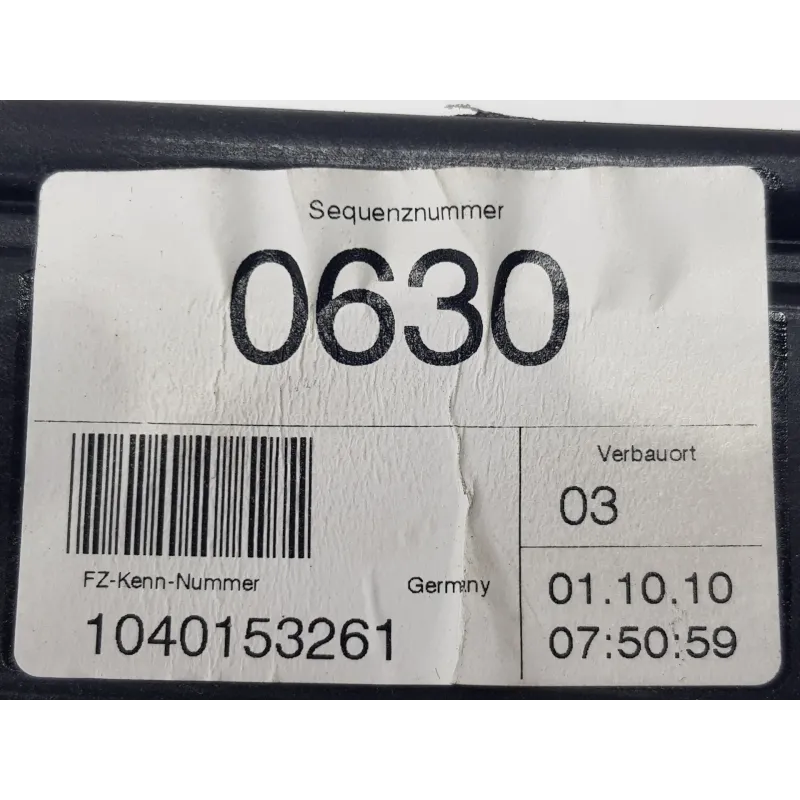 Sequenznummer
0630
Verbauort
03
FZ-Kenn-Nummer
Germany
1040153261
01.10.10
07:50:59